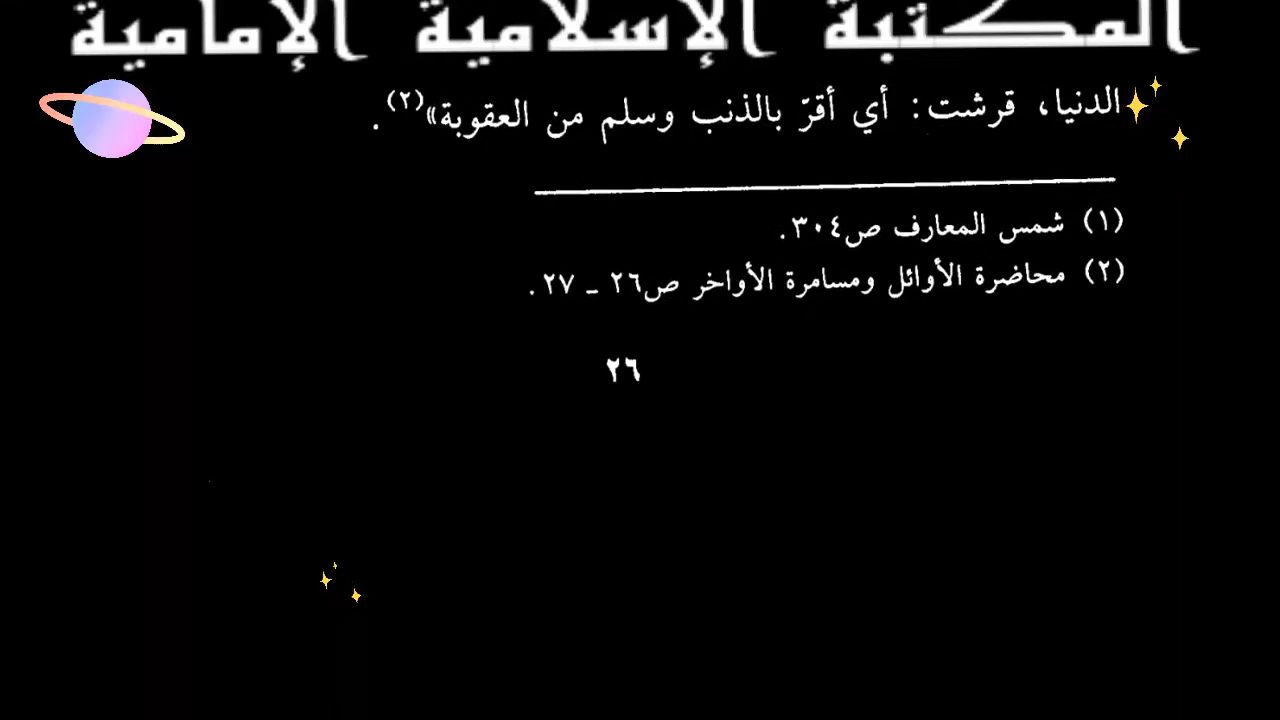 المكتبة الإسلامية الإمامية
الدنيا، قرشت: أي أقرّ بالذنب وسلم من العقوبة»(٢).
(١) شمس المعارف ص٣٠٤.
(٢) محاضرة الأوائل ومسامرة الأواخر ص٢٦ ـ ٢٧.
٢٦